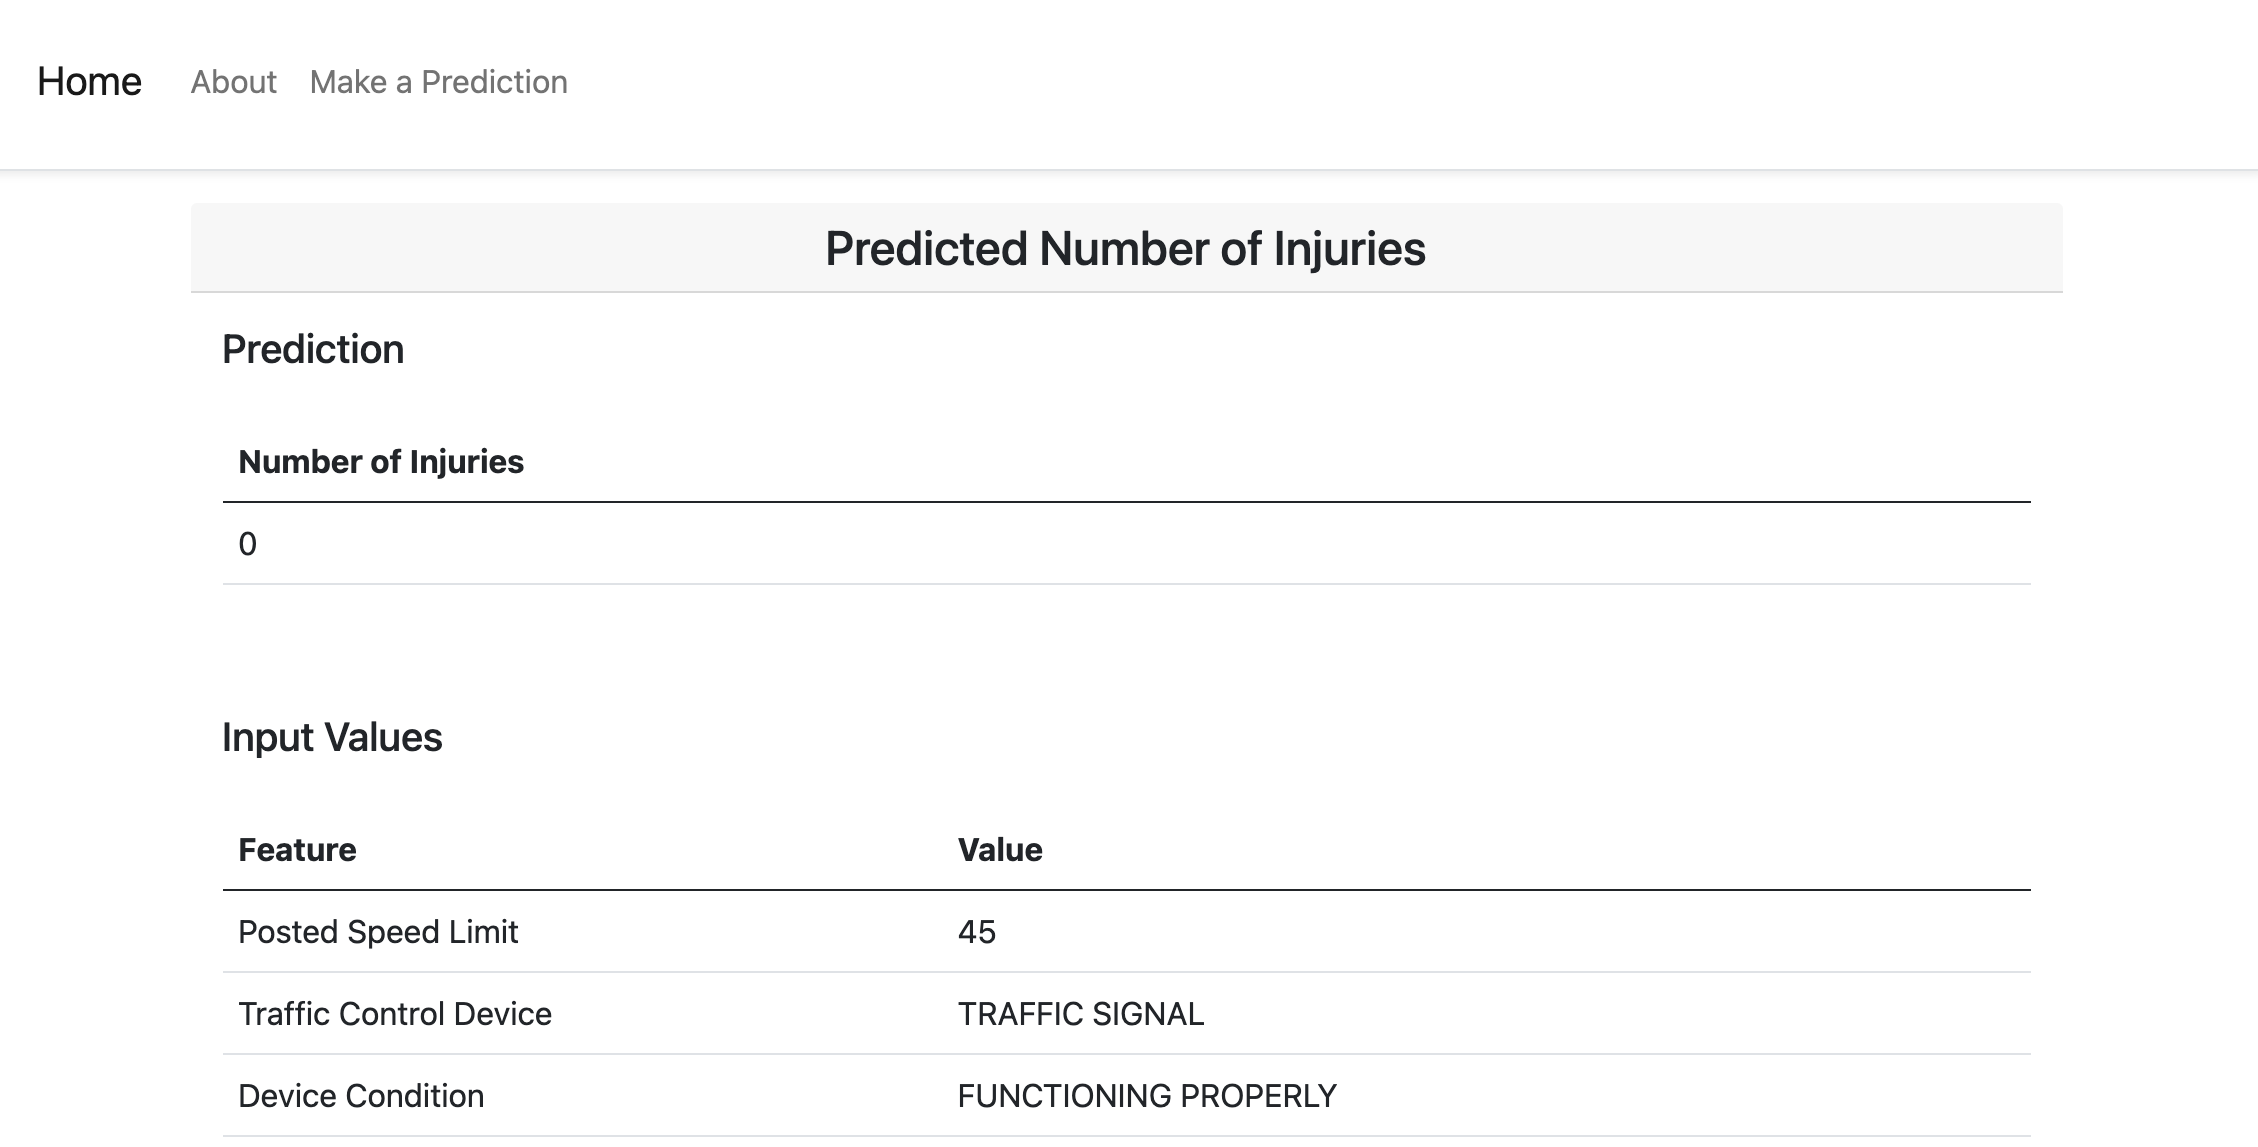 Home About Make a Prediction
Predicted Number of Injuries
Prediction
Number of Injuries
0
Input Values
Feature Value
Posted Speed Limit 45
Traffic Control Device TRAFFIC SIGNAL
Device Condition FUNCTIONING PROPERLY